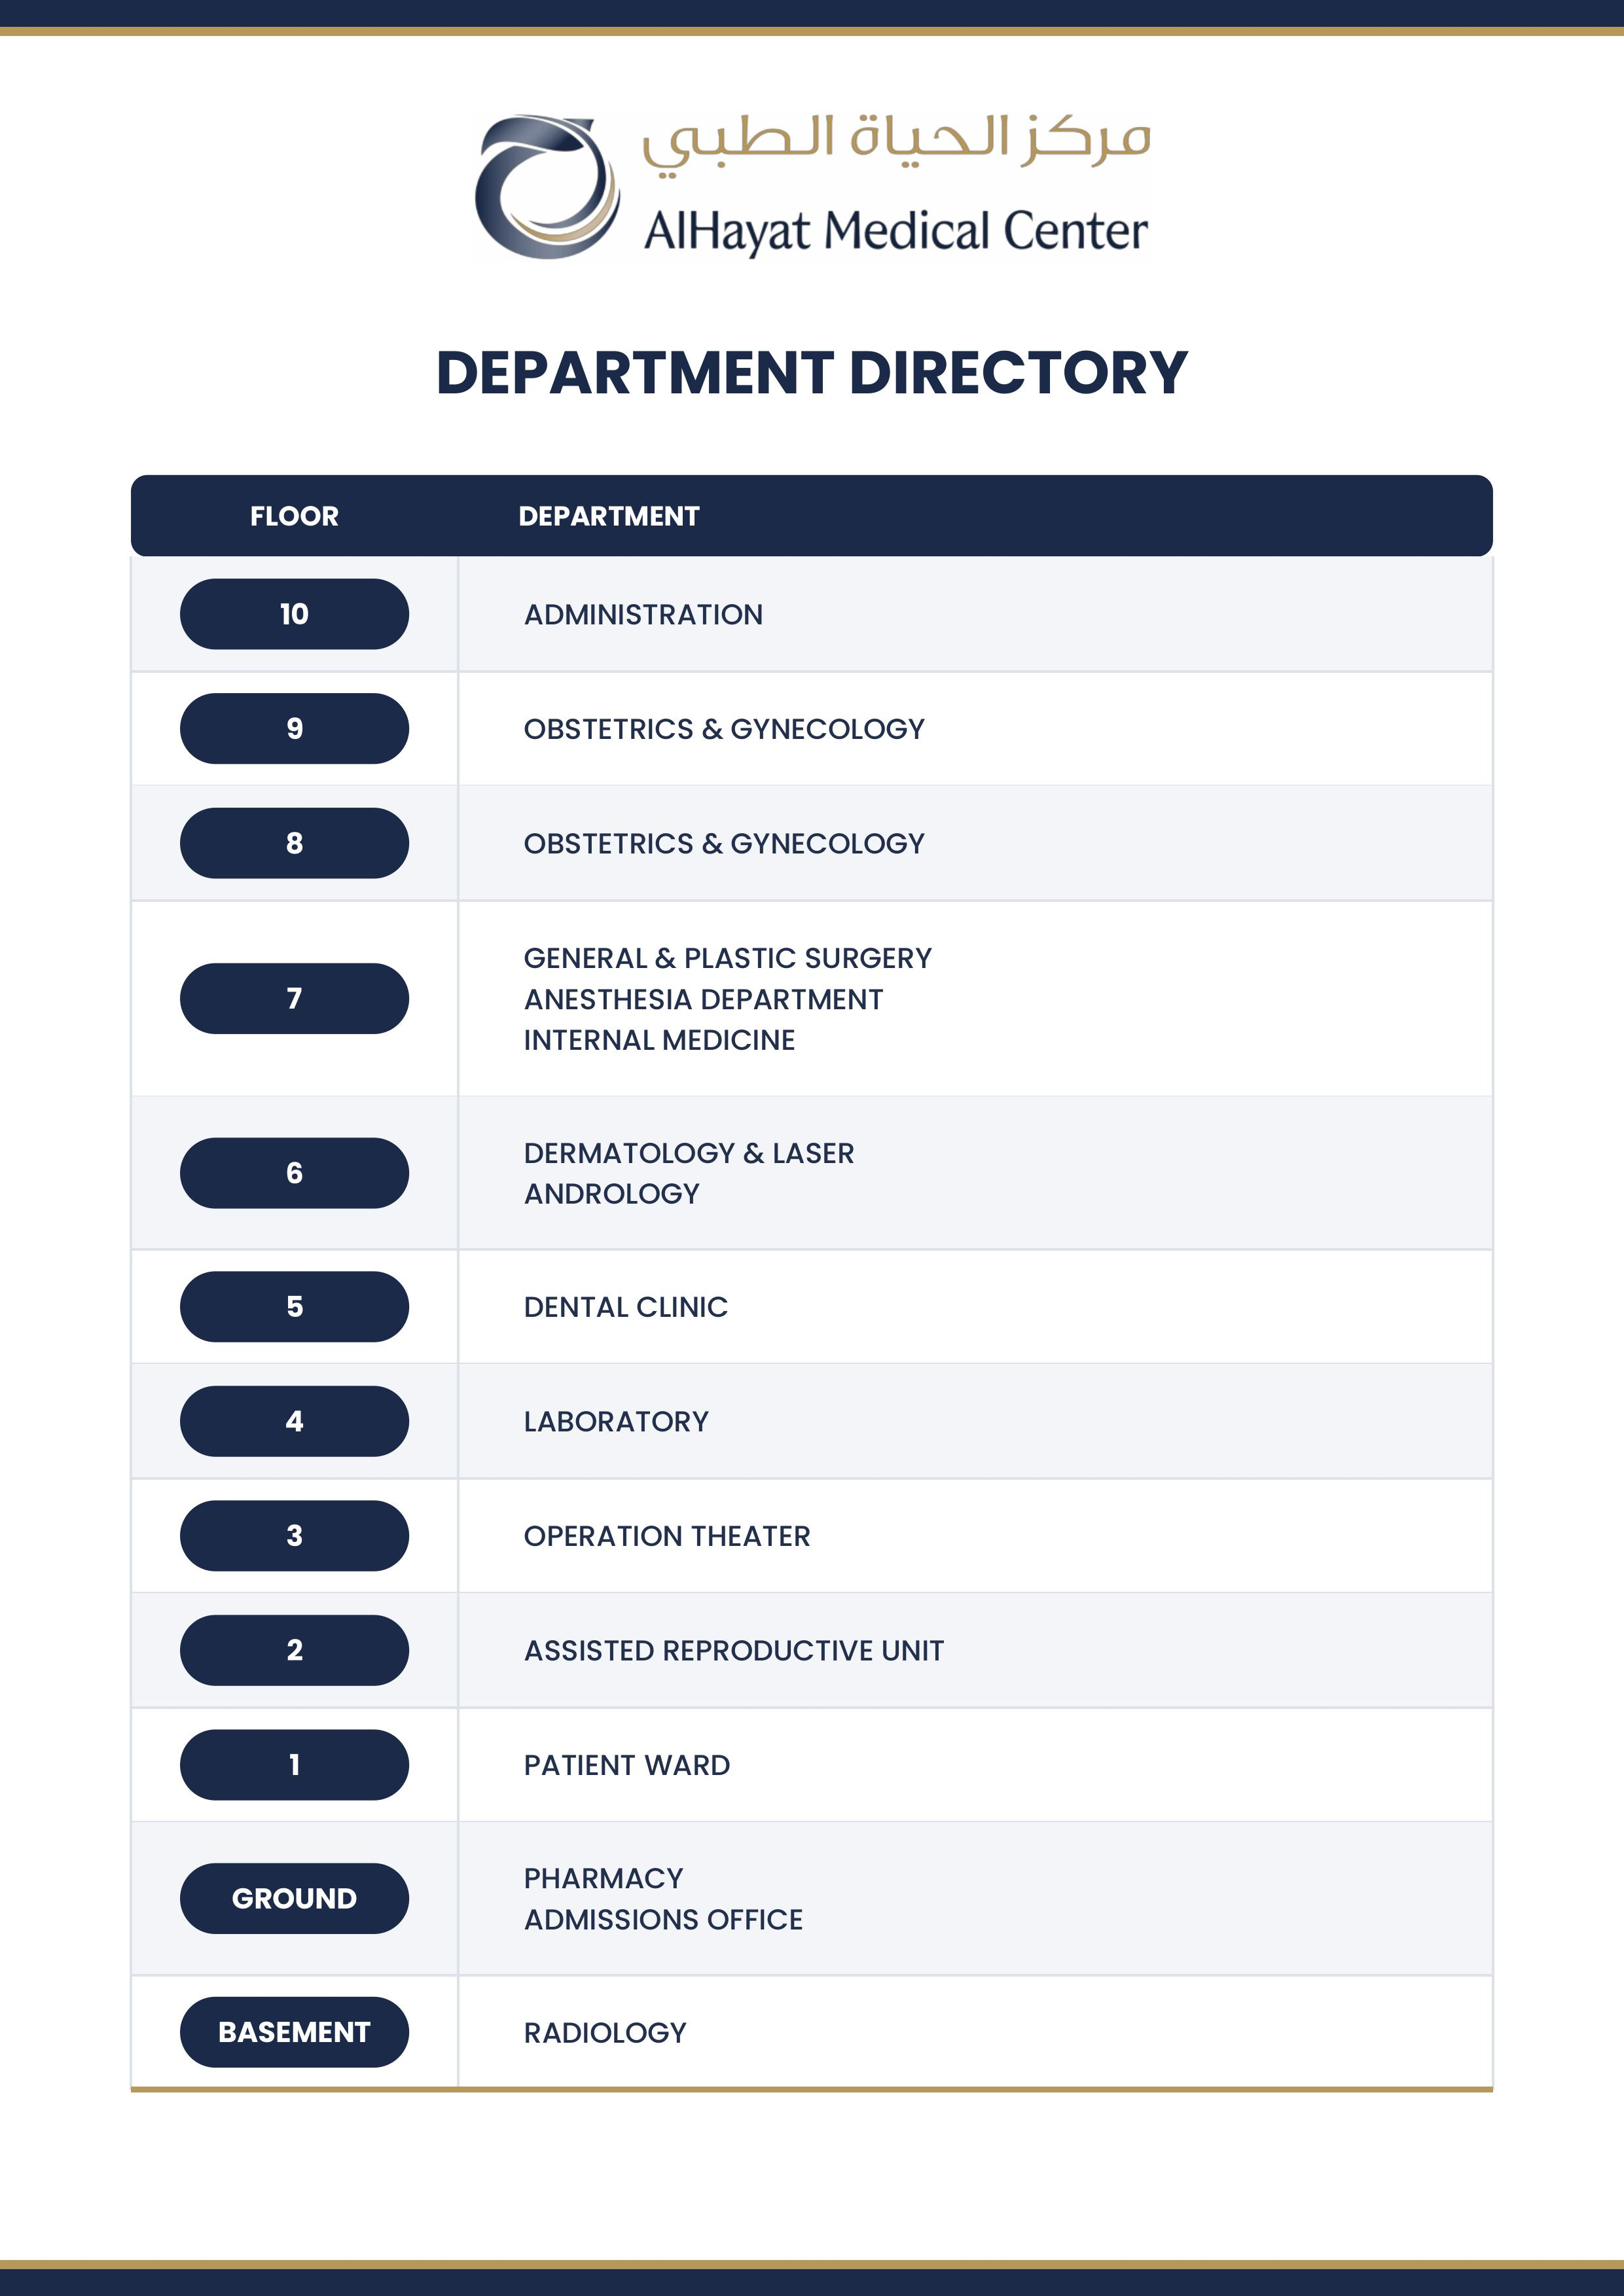 مركز الحياة الطبي
AlHayat Medical Center
DEPARTMENT DIRECTORY
FLOOR DEPARTMENT
10 ADMINISTRATION
9 OBSTETRICS & GYNECOLOGY
8 OBSTETRICS & GYNECOLOGY
7 GENERAL & PLASTIC SURGERY
ANESTHESIA DEPARTMENT
INTERNAL MEDICINE
6 DERMATOLOGY & LASER
ANDROLOGY
5 DENTAL CLINIC
4 LABORATORY
3 OPERATION THEATER
2 ASSISTED REPRODUCTIVE UNIT
1 PATIENT WARD
GROUND PHARMACY
ADMISSIONS OFFICE
BASEMENT RADIOLOGY